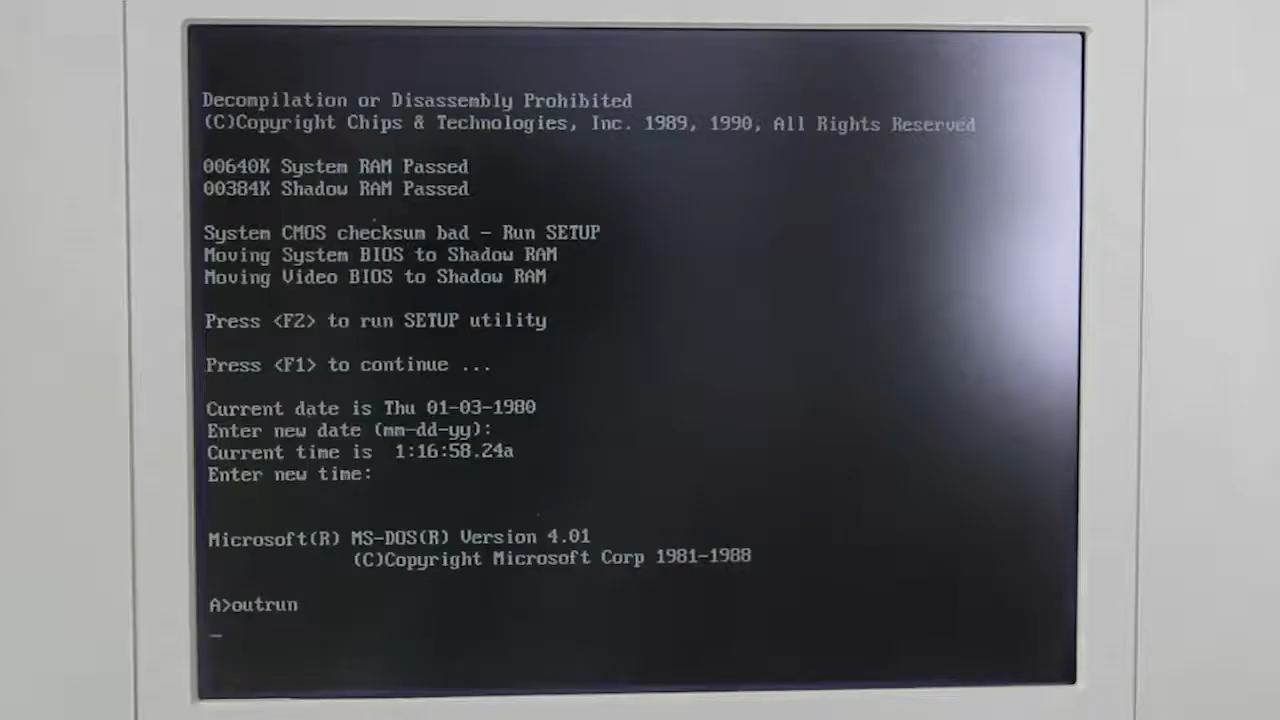 Decompilation or Disassembly Prohibited
(C)Copyright Chips & Technologies, Inc. 1989, 1990, All Rights Reserved
00640K System RAM Passed
00384K Shadow RAM Passed
System CMOS checksum bad - Run SETUP
Moving System BIOS to Shadow RAM
Moving Video BIOS to Shadow RAM
Press <F2> to run SETUP utility
Press <F1> to continue ...
Current date is Thu 01-03-1980
Enter new date (mm-dd-yy):
Current time is  1:16:58.24a
Enter new time:
Microsoft(R) MS-DOS(R) Version 4.01
(C)Copyright Microsoft Corp 1981-1988
A>outrun
_